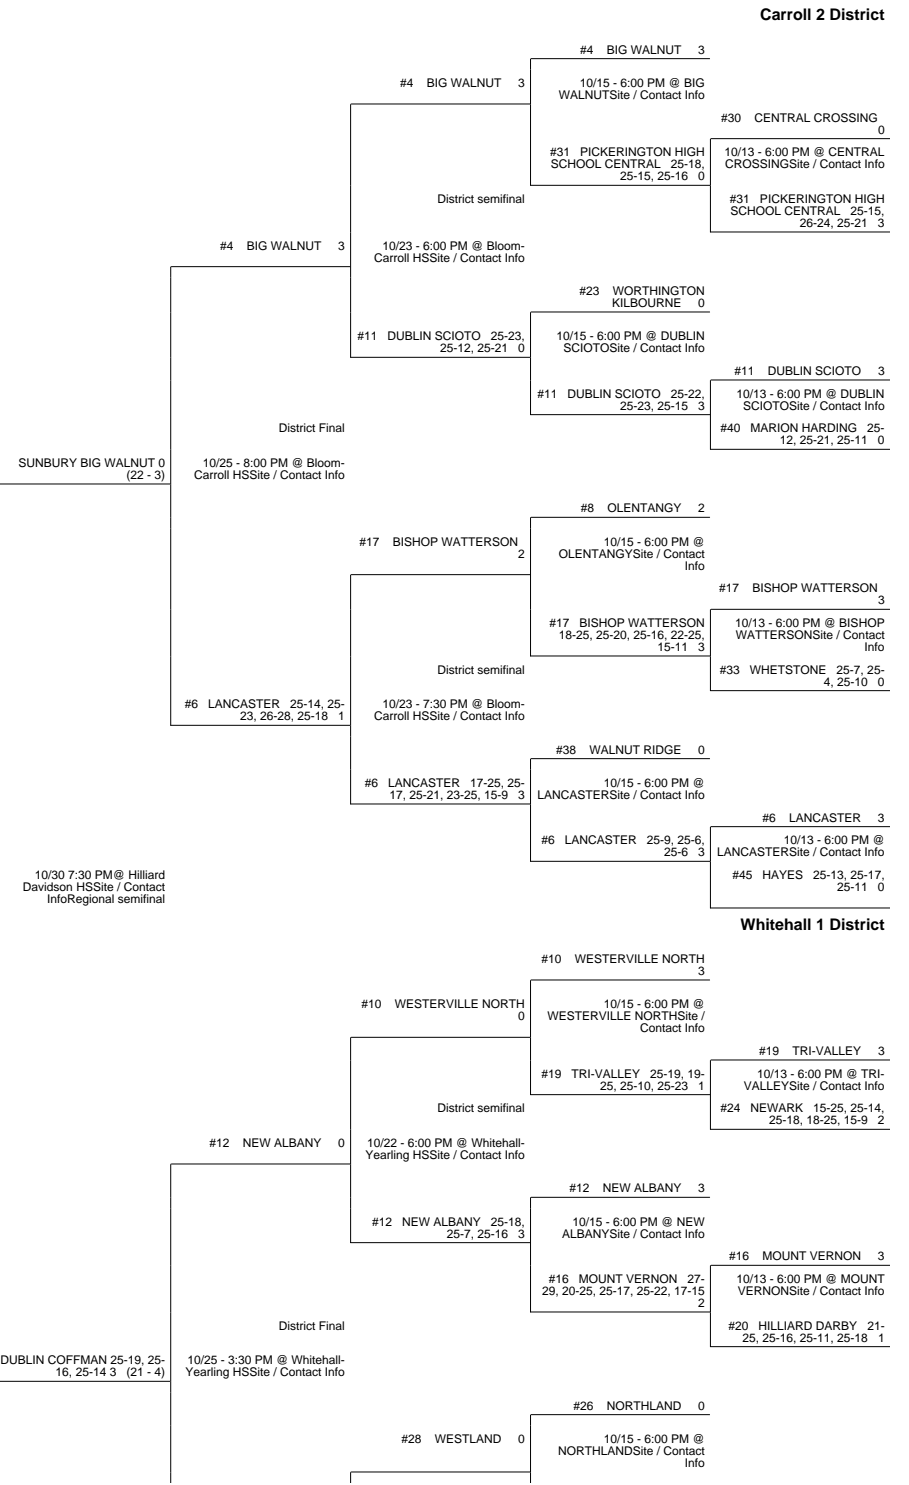 Carroll 2 District
#4 BIG WALNUT 3
#4 BIG WALNUT 3
10/15 - 6:00 PM @ BIG
WALNUTSite / Contact Info
#30 CENTRAL CROSSING
0
#31 PICKERINGTON HIGH
SCHOOL CENTRAL 25-18,
25-15, 25-16 0
10/13 - 6:00 PM @ CENTRAL
CROSSINGSite / Contact Info
#31 PICKERINGTON HIGH
SCHOOL CENTRAL 25-15,
26-24, 25-21 3
District semifinal
#4 BIG WALNUT 3
10/23 - 6:00 PM @ Bloom-
Carroll HSSite / Contact Info
#23 WORTHINGTON
KILBOURNE 0
#11 DUBLIN SCIOTO 25-23,
25-12, 25-21 0
10/15 - 6:00 PM @ DUBLIN
SCIOTOSite / Contact Info
#11 DUBLIN SCIOTO 3
#11 DUBLIN SCIOTO 25-22,
25-23, 25-15 3
10/13 - 6:00 PM @ DUBLIN
SCIOTOSite / Contact Info
#40 MARION HARDING 25-
12, 25-21, 25-11 0
District Final
SUNBURY BIG WALNUT 0
(22 - 3)
10/25 - 8:00 PM @ Bloom-
Carroll HSSite / Contact Info
#8 OLENTANGY 2
#17 BISHOP WATTERSON
2
10/15 - 6:00 PM @
OLENTANGYSite / Contact
Info
#17 BISHOP WATTERSON
3
#17 BISHOP WATTERSON
18-25, 25-20, 25-16, 22-25,
15-11 3
10/13 - 6:00 PM @ BISHOP
WATTERSONSite / Contact
Info
#33 WHETSTONE 25-7, 25-
4, 25-10 0
District semifinal
#6 LANCASTER 25-14, 25-
23, 26-28, 25-18 1
10/23 - 7:30 PM @ Bloom-
Carroll HSSite / Contact Info
#38 WALNUT RIDGE 0
#6 LANCASTER 17-25, 25-
17, 25-21, 23-25, 15-9 3
10/15 - 6:00 PM @
LANCASTERSite / Contact Info
#6 LANCASTER 3
#6 LANCASTER 25-9, 25-6,
25-6 3
10/13 - 6:00 PM @
LANCASTERSite / Contact Info
#45 HAYES 25-13, 25-17,
25-11 0
10/30 7:30 PM@ Hilliard
Davidson HSSite / Contact
InfoRegional semifinal
Whitehall 1 District
#10 WESTERVILLE NORTH
3
#10 WESTERVILLE NORTH
0
10/15 - 6:00 PM @
WESTERVILLE NORTHSite /
Contact Info
#19 TRI-VALLEY 3
#19 TRI-VALLEY 25-19, 19-
25, 25-10, 25-23 1
10/13 - 6:00 PM @ TRI-
VALLEYSite / Contact Info
#24 NEWARK 15-25, 25-14,
25-18, 18-25, 15-9 2
District semifinal
#12 NEW ALBANY 0
10/22 - 6:00 PM @ Whitehall-
Yearling HSSite / Contact Info
#12 NEW ALBANY 3
#12 NEW ALBANY 25-18,
25-7, 25-16 3
10/15 - 6:00 PM @ NEW
ALBANYSite / Contact Info
#16 MOUNT VERNON 3
#16 MOUNT VERNON 27-
29, 20-25, 25-17, 25-22, 17-15
2
10/13 - 6:00 PM @ MOUNT
VERNONSite / Contact Info
#20 HILLIARD DARBY 21-
25, 25-16, 25-11, 25-18 1
District Final
DUBLIN COFFMAN 25-19, 25-
16, 25-14 3 (21 - 4)
10/25 - 3:30 PM @ Whitehall-
Yearling HSSite / Contact Info
#26 NORTHLAND 0
#28 WESTLAND 0
10/15 - 6:00 PM @
NORTHLANDSite / Contact
Info